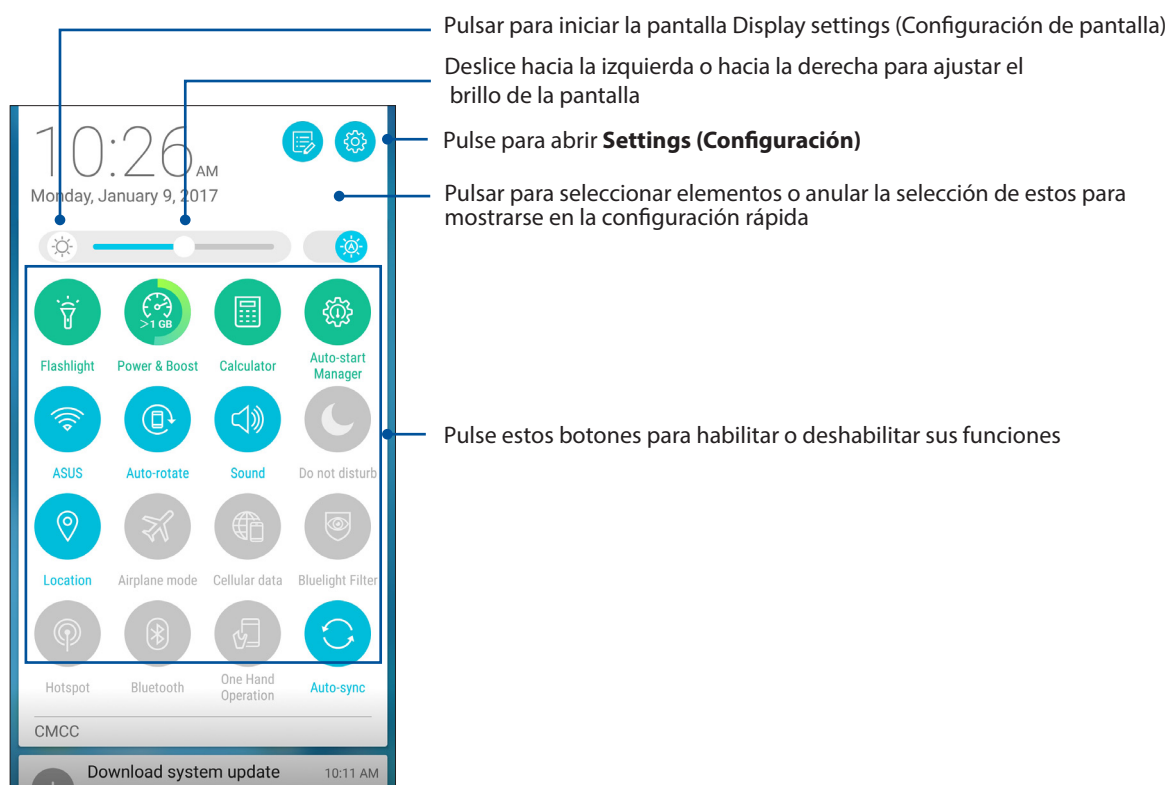 Pulsar para iniciar la pantalla Display settings (Configuración de pantalla)
Deslice hacia la izquierda o hacia la derecha para ajustar el
brillo de la pantalla
Pulse para abrir Settings (Configuración)
Pulsar para seleccionar elementos o anular la selección de estos para
mostrarse en la configuración rápida
10:26 AM
Monday, January 9, 2017
A
>1 GB
Flashlight
Power & Boost
Calculator
Auto-start
Manager
ASUS
Auto-rotate
Sound
Do not disturb
Pulse estos botones para habilitar o deshabilitar sus funciones
Location
Airplane mode
Cellular data
Bluelight Filter
Hotspot
Bluetooth
One Hand
Operation
Auto-sync
CMCC
Download system update
10:11 AM